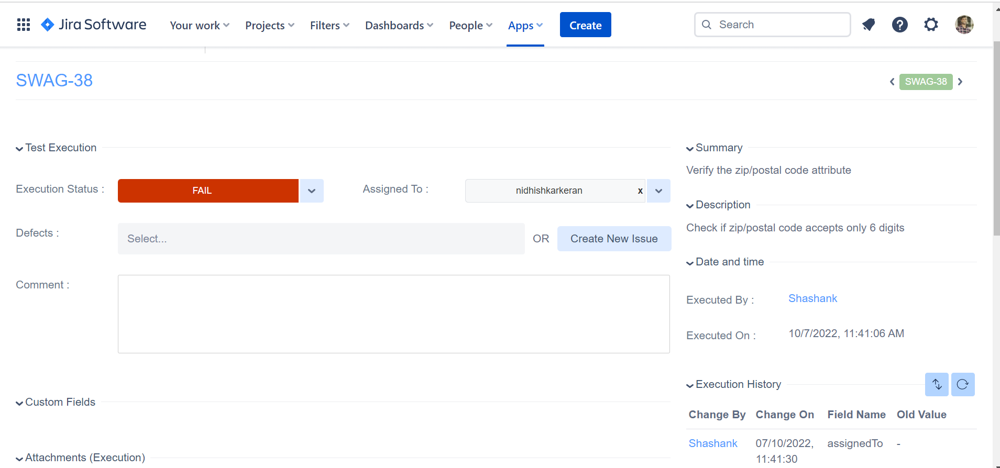 Jira Software Your work Projects Filters Dashboards People Apps Create Search ?
SWAG-38
SWAG-38
Test Execution
Execution Status : FAIL Assigned To : nidhishkarkeran x
Defects : Select... OR Create New Issue
Comment :
Custom Fields
Attachments (Execution)
Summary
Verify the zip/postal code attribute
Description
Check if zip/postal code accepts only 6 digits
Date and time
Executed By : Shashank
Executed On : 10/7/2022, 11:41:06 AM
Execution History
Change By Change On Field Name Old Value
Shashank 07/10/2022, assignedTo -
11:41:30